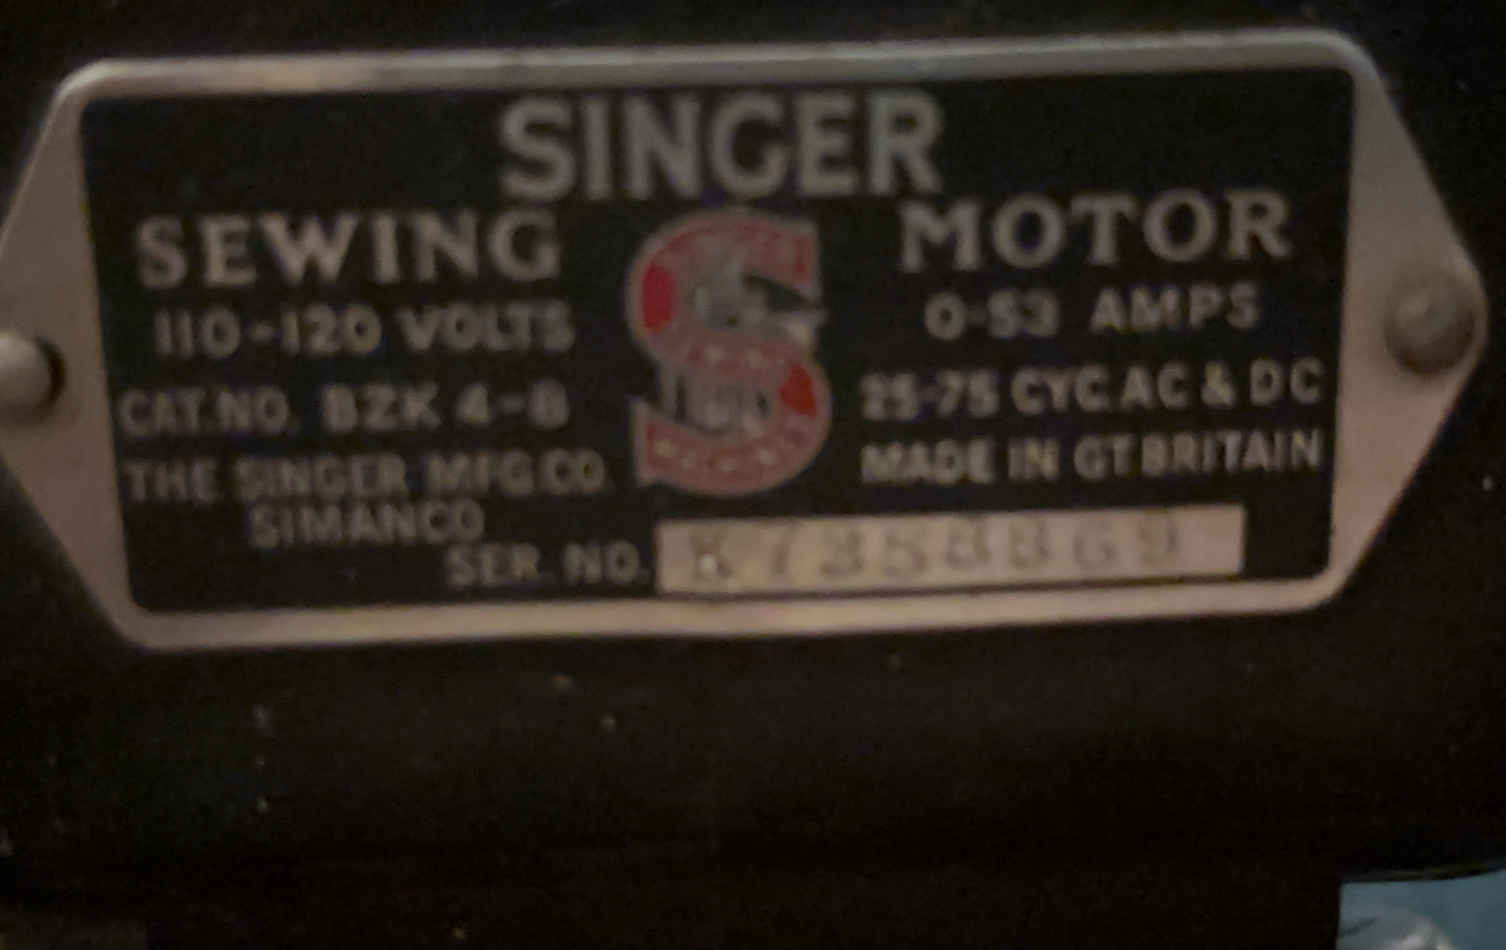 SINGER
SEWING MOTOR
110-120 VOLTS 0·53 AMPS
CAT.NO. BZK 4-8 25-75 CYC. AC & DC
THE SINGER MFG.CO. MADE IN GT BRITAIN
SIMANCO
SER. NO.